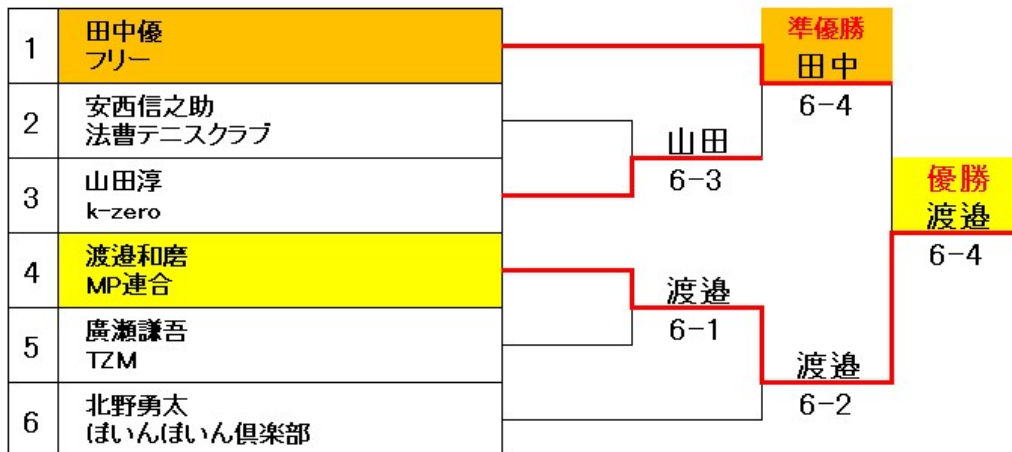 1
田中優
フリー
2
安西信之助
法曹テニスクラブ
3
山田淳
k-zero
4
渡邉和磨
MP連合
5
廣瀬謙吾
TZM
6
北野勇太
ぽいんぽいん倶楽部
山田
6-3
渡邉
6-1
準優勝
田中
6-4
渡邉
6-2
優勝
渡邉
6-4